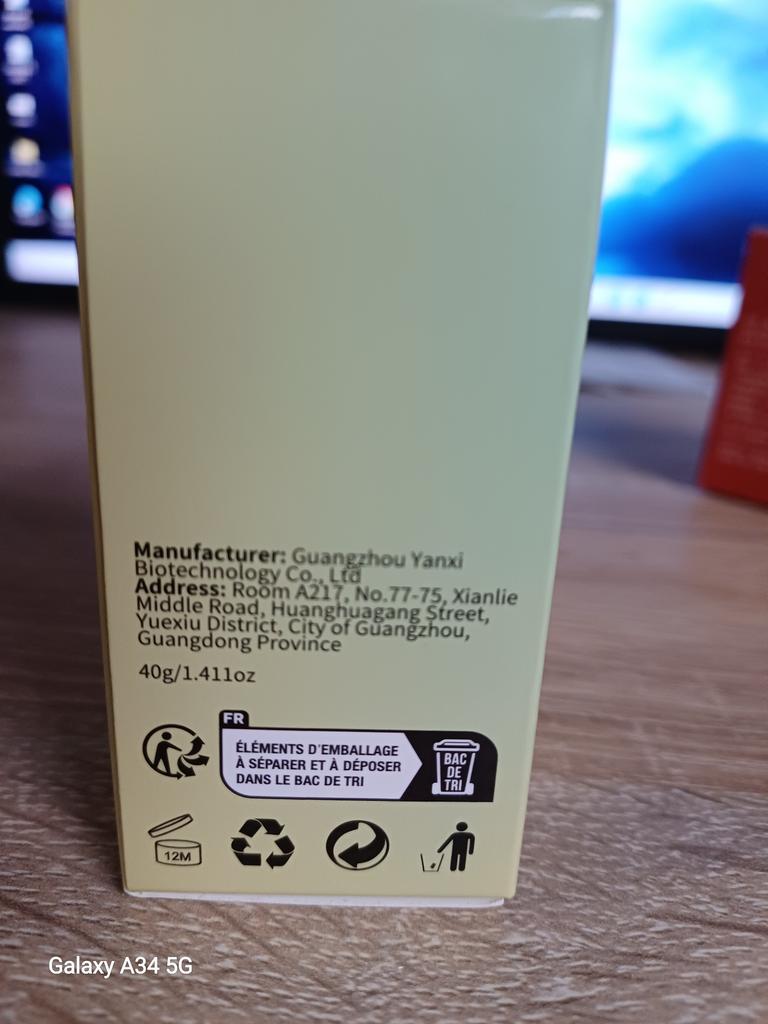 Manufacturer: Guangzhou Yanxi
Biotechnology Co., Ltd
Address: Room A217, No.77-75, Xianlie
Middle Road, Huanghuagang Street,
Yuexiu District, City of Guangzhou,
Guangdong Province
40g/1.411oz
FR
ÉLÉMENTS D'EMBALLAGE
À SÉPARER ET À DÉPOSER
DANS LE BAC DE TRI
BAC
DE
TRI
12M
Galaxy A34 5G